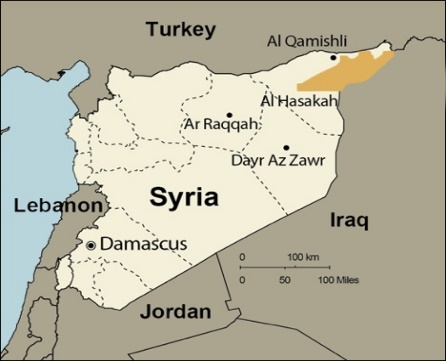 Turkey
Al Qamishli
Al Hasakah
Ar Raqqah
Dayr Az Zawr
Syria
Lebanon
Iraq
Damascus
0 100 km
0 50 100 Miles
Jordan